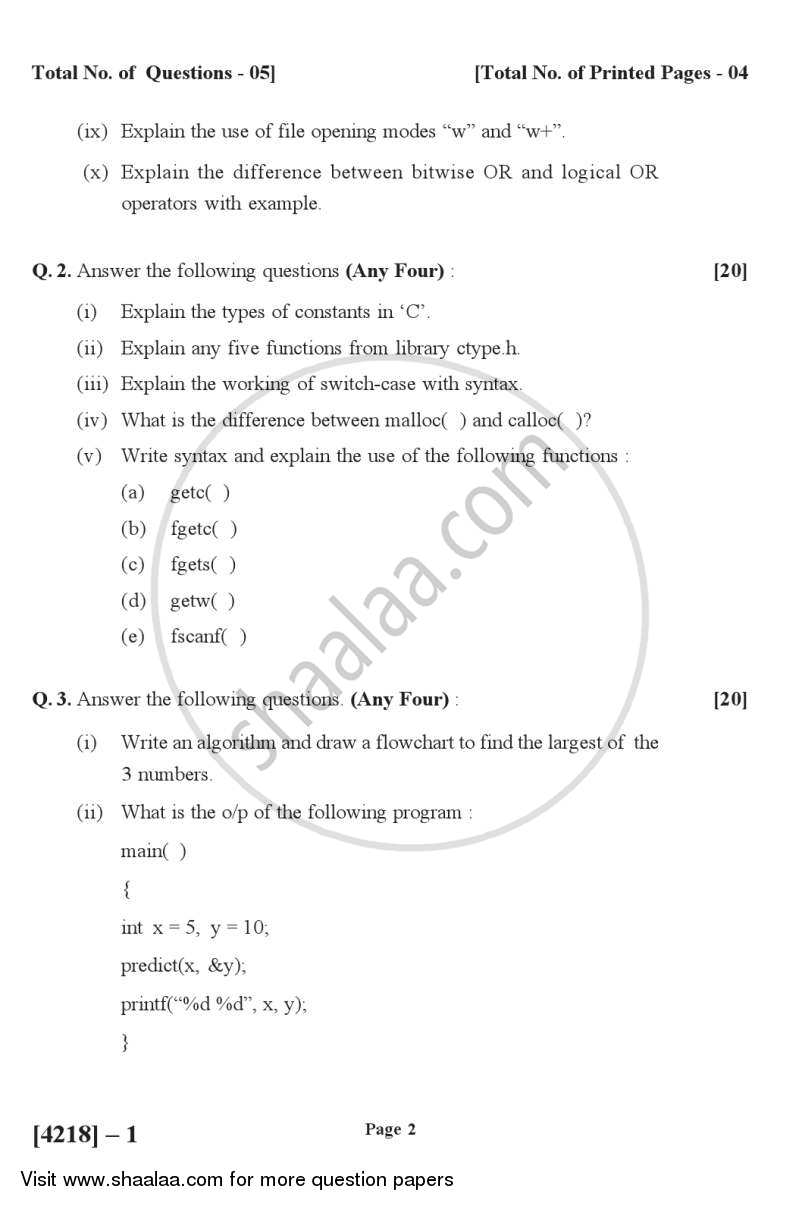 Total No. of Questions - 05] [Total No. of Printed Pages - 04
(ix) Explain the use of file opening modes “w” and “w+”.
(x) Explain the difference between bitwise OR and logical OR
operators with example.
Q. 2. Answer the following questions (Any Four) : [20]
(i) Explain the types of constants in ‘C’.
(ii) Explain any five functions from library ctype.h.
(iii) Explain the working of switch-case with syntax.
(iv) What is the difference between malloc( ) and calloc( )?
(v) Write syntax and explain the use of the following functions :
(a) getc( )
(b) fgetc( )
(c) fgets( )
(d) getw( )
(e) fscanf( )
shaalaa.com
Q. 3. Answer the following questions. (Any Four) : [20]
(i) Write an algorithm and draw a flowchart to find the largest of the
3 numbers.
(ii) What is the o/p of the following program :
main( )
{
int x = 5, y = 10;
predict(x, &y);
printf(“%d %d”, x, y);
}
[4218] – 1 Page 2
Visit www.shaalaa.com for more question papers